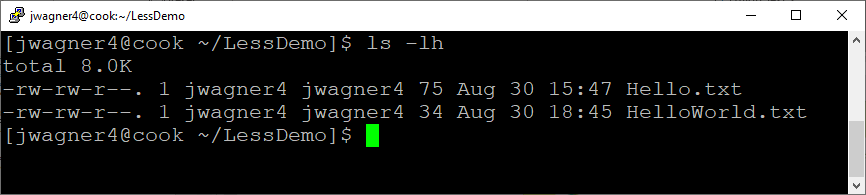 jwagner4@cook:~/LessDemo
[jwagner4@cook ~/LessDemo]$ ls -lh
total 8.0K
-rw-rw-r--. 1 jwagner4 jwagner4 75 Aug 30 15:47 Hello.txt
-rw-rw-r--. 1 jwagner4 jwagner4 34 Aug 30 18:45 HelloWorld.txt
[jwagner4@cook ~/LessDemo]$